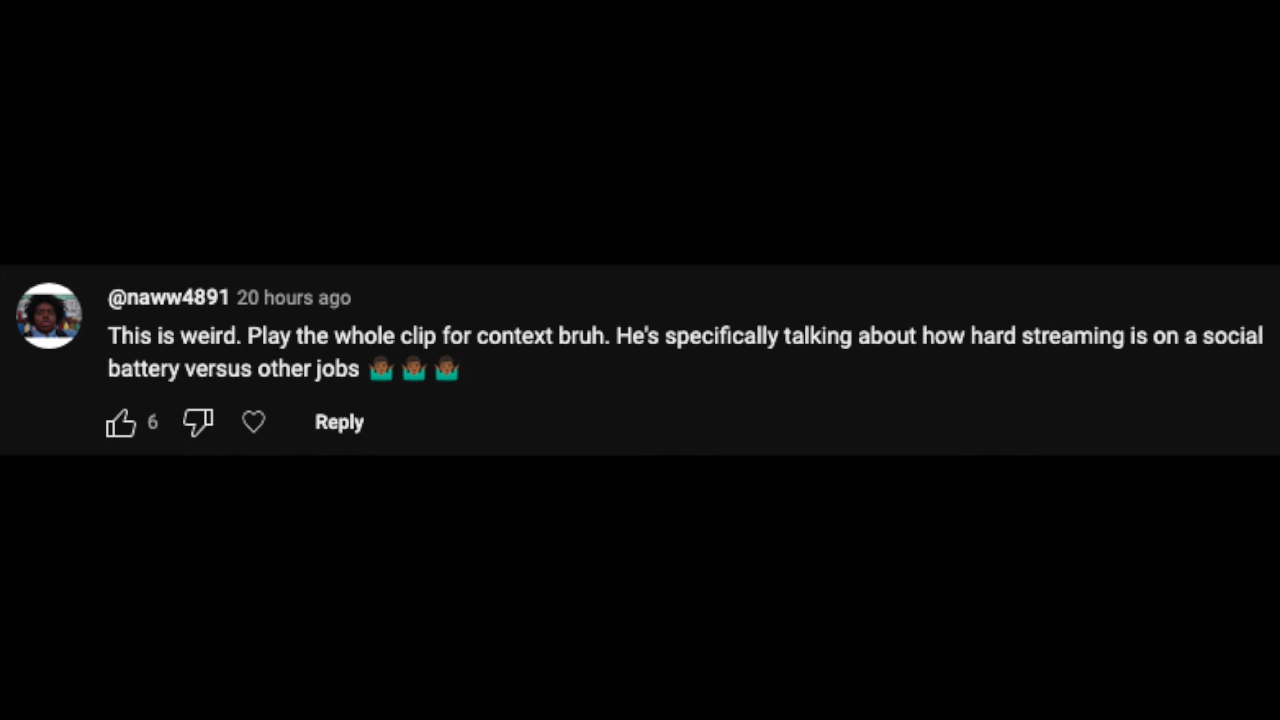 @naww4891 20 hours ago
This is weird. Play the whole clip for context bruh. He's specifically talking about how hard streaming is on a social
battery versus other jobs 🤷🏾‍♂️ 🤷🏾‍♂️ 🤷🏾‍♂️
6 Reply